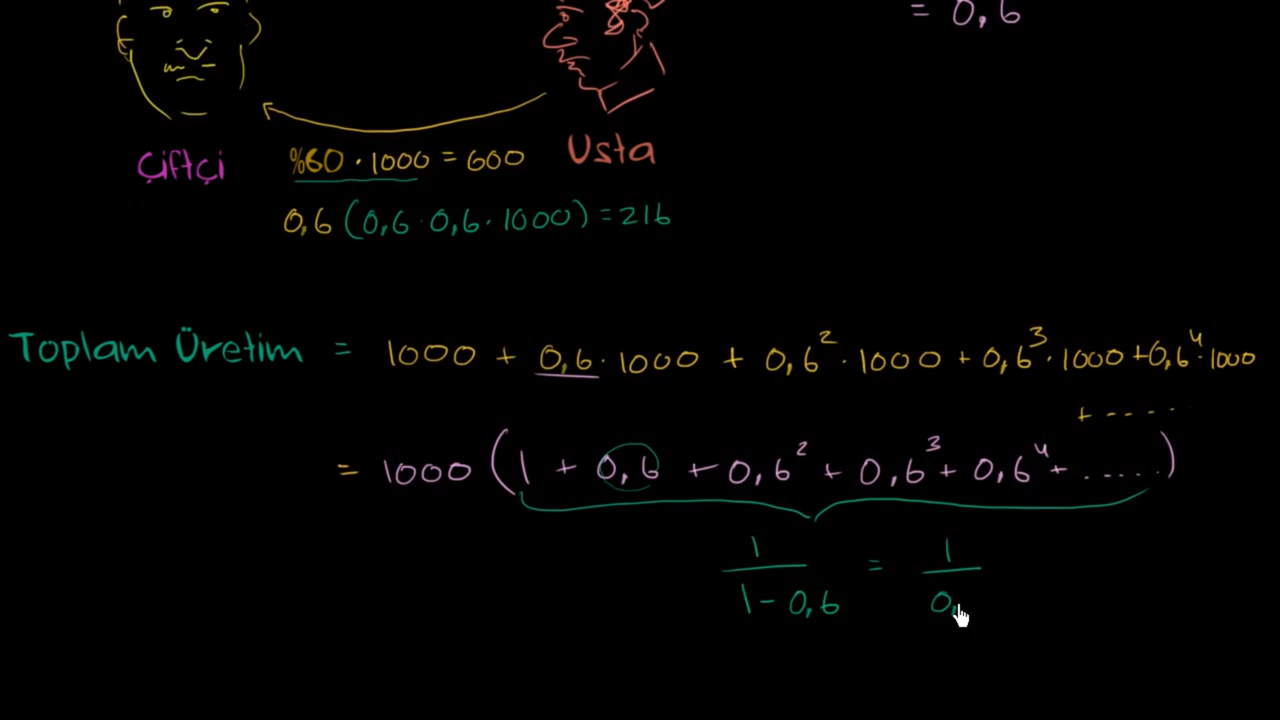 = 0,6
Çiftçi
%60 · 1000 = 600
Usta
0,6 (0,6 · 0,6 · 1000) = 216
Toplam Üretim = 1000 + 0,6 · 1000 + 0,6² · 1000 + 0,6³ · 1000 + 0,6⁴ · 1000
+ .....
= 1000 (1 + 0,6 + 0,6² + 0,6³ + 0,6⁴ + .....)
1 = 1
1 - 0,6 0,